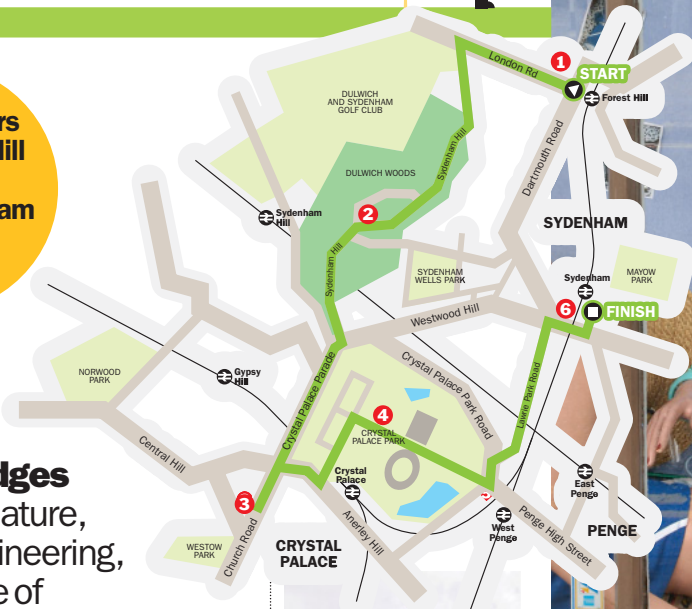 1
London Rd
START
Forest Hill
DULWICH
AND SYDENHAM
GOLF CLUB
Dartmouth Road
Sydenham Hill
DULWICH WOODS
2
Sydenham
Hill
SYDENHAM
Sydenham Hill
SYDENHAM
WELLS PARK
Sydenham
MAYOW
PARK
6
FINISH
Westwood Hill
NORWOOD
PARK
Gypsy
Hill
Crystal Palace Parade
Crystal Palace Park Road
Lawrie Park Road
4
CRYSTAL
PALACE PARK
Central Hill
Crystal
Palace
East
Penge
3
Church Road
Anerley Hill
West
Penge
Penge High Street
PENGE
WESTOW
PARK
CRYSTAL
PALACE
rs
Hill
am
dges
ature,
ineering,
e of